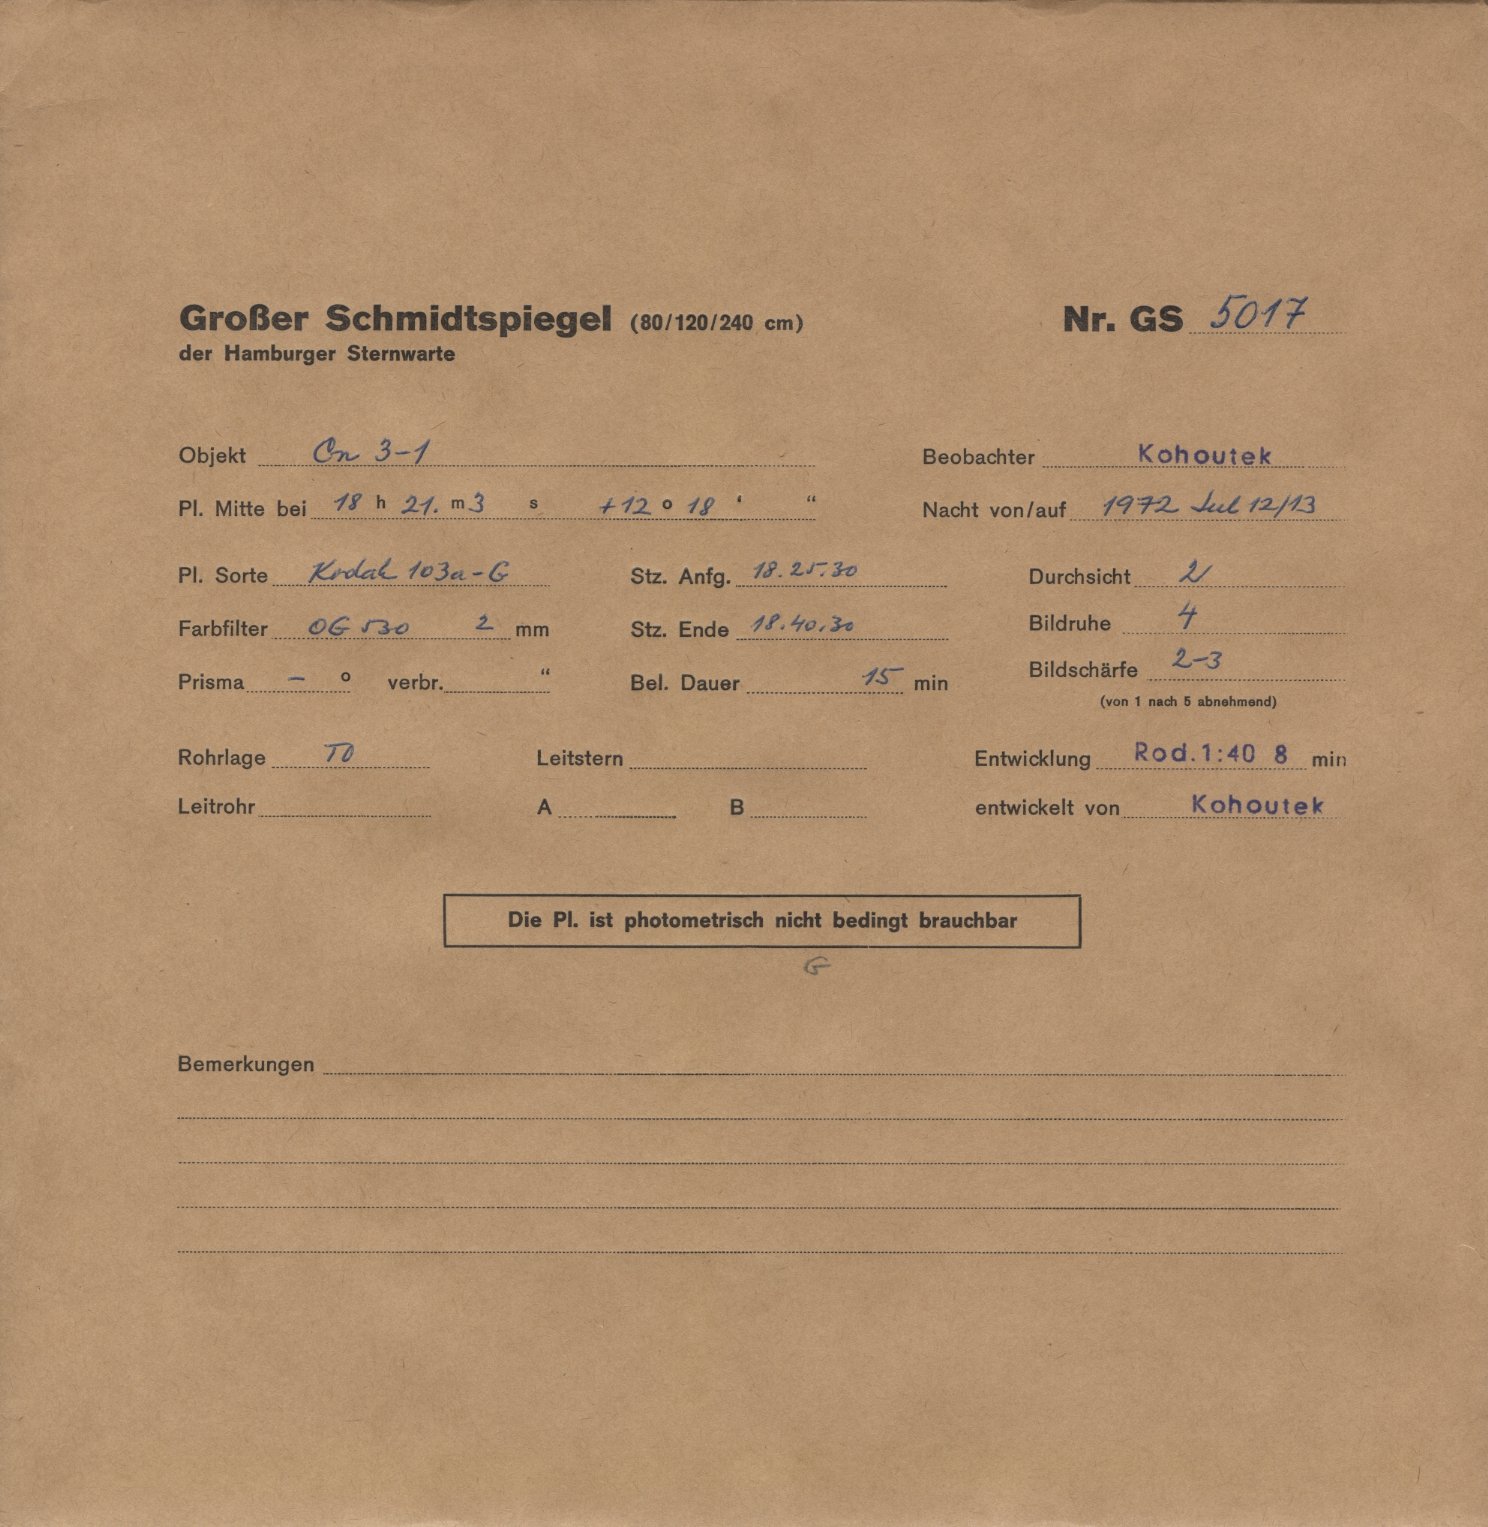 Großer Schmidtspiegel (80/120/240 cm) Nr. GS 5017
der Hamburger Sternwarte
Objekt Cn 3-1 Beobachter Kohoutek
Pl. Mitte bei 18 h 21. m 3 s +12 o 18 ‘ “ Nacht von/auf 1972 Jul 12/13
Pl. Sorte Kodak 103a-G Stz. Anfg. 18.25.30 Durchsicht 2
Farbfilter OG 530 2 mm Stz. Ende 18.40.30 Bildruhe 4
Prisma – o verbr. “ Bel. Dauer 15 min Bildschärfe 2-3
(von 1 nach 5 abnehmend)
Rohrlage TO Leitstern Entwicklung Rod. 1:40 8 min
Leitrohr A B entwickelt von Kohoutek
Die Pl. ist photometrisch nicht bedingt brauchbar
G
Bemerkungen